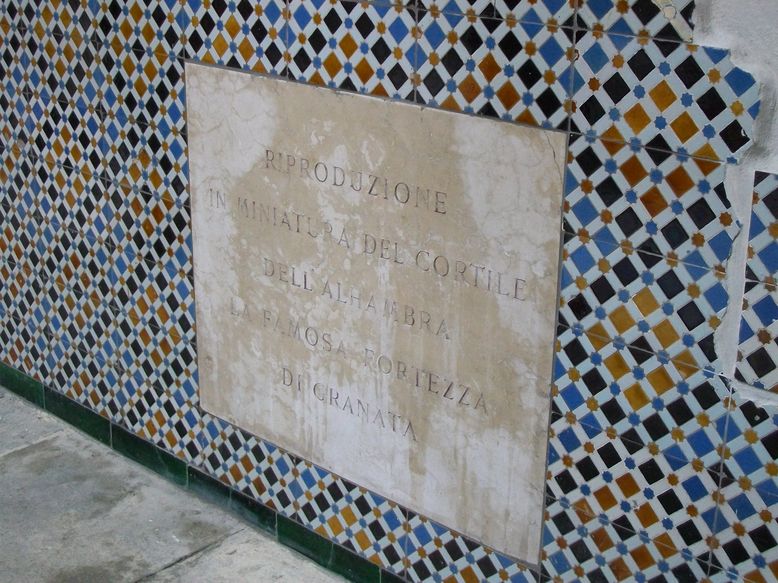 RIPRODUZIONE
IN MINIATURA DEL CORTILE
DELL'ALHAMBRA
LA FAMOSA FORTEZZA
DI GRANATA